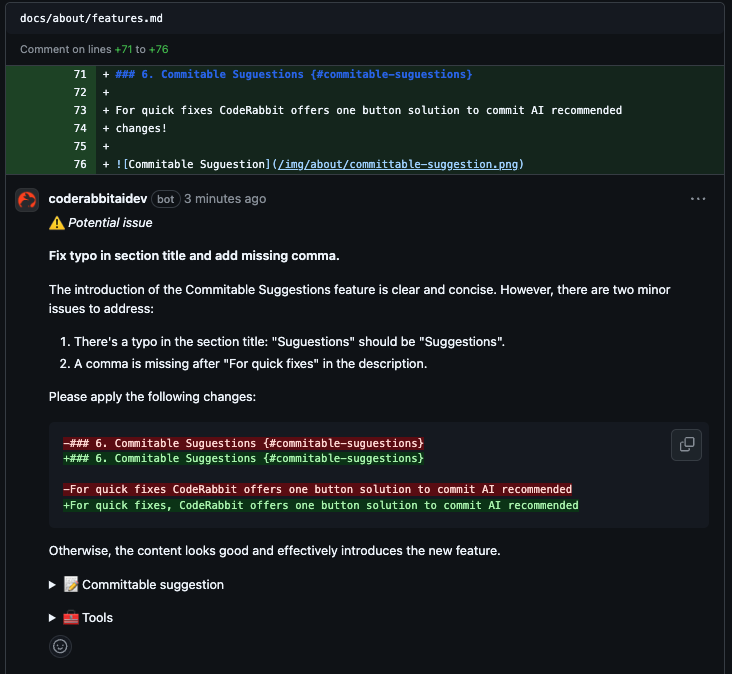 docs/about/features.md
Comment on lines +71 to +76
71 + ### 6. Commitable Suguestions {#commitable-suguestions}
72 +
73 + For quick fixes CodeRabbit offers one button solution to commit AI recommended
74 + changes!
75 +
76 + ![Commitable Suguestion](/img/about/committable-suggestion.png)
coderabbitaidev bot 3 minutes ago
⚠️ Potential issue
Fix typo in section title and add missing comma.
The introduction of the Commitable Suggestions feature is clear and concise. However, there are two minor
issues to address:
1. There's a typo in the section title: "Suguestions" should be "Suggestions".
2. A comma is missing after "For quick fixes" in the description.
Please apply the following changes:
-### 6. Commitable Suguestions {#commitable-suguestions}
+### 6. Commitable Suggestions {#commitable-suggestions}
-For quick fixes CodeRabbit offers one button solution to commit AI recommended
+For quick fixes, CodeRabbit offers one button solution to commit AI recommended
Otherwise, the content looks good and effectively introduces the new feature.
▶ 📝 Committable suggestion
▶ 🧰 Tools